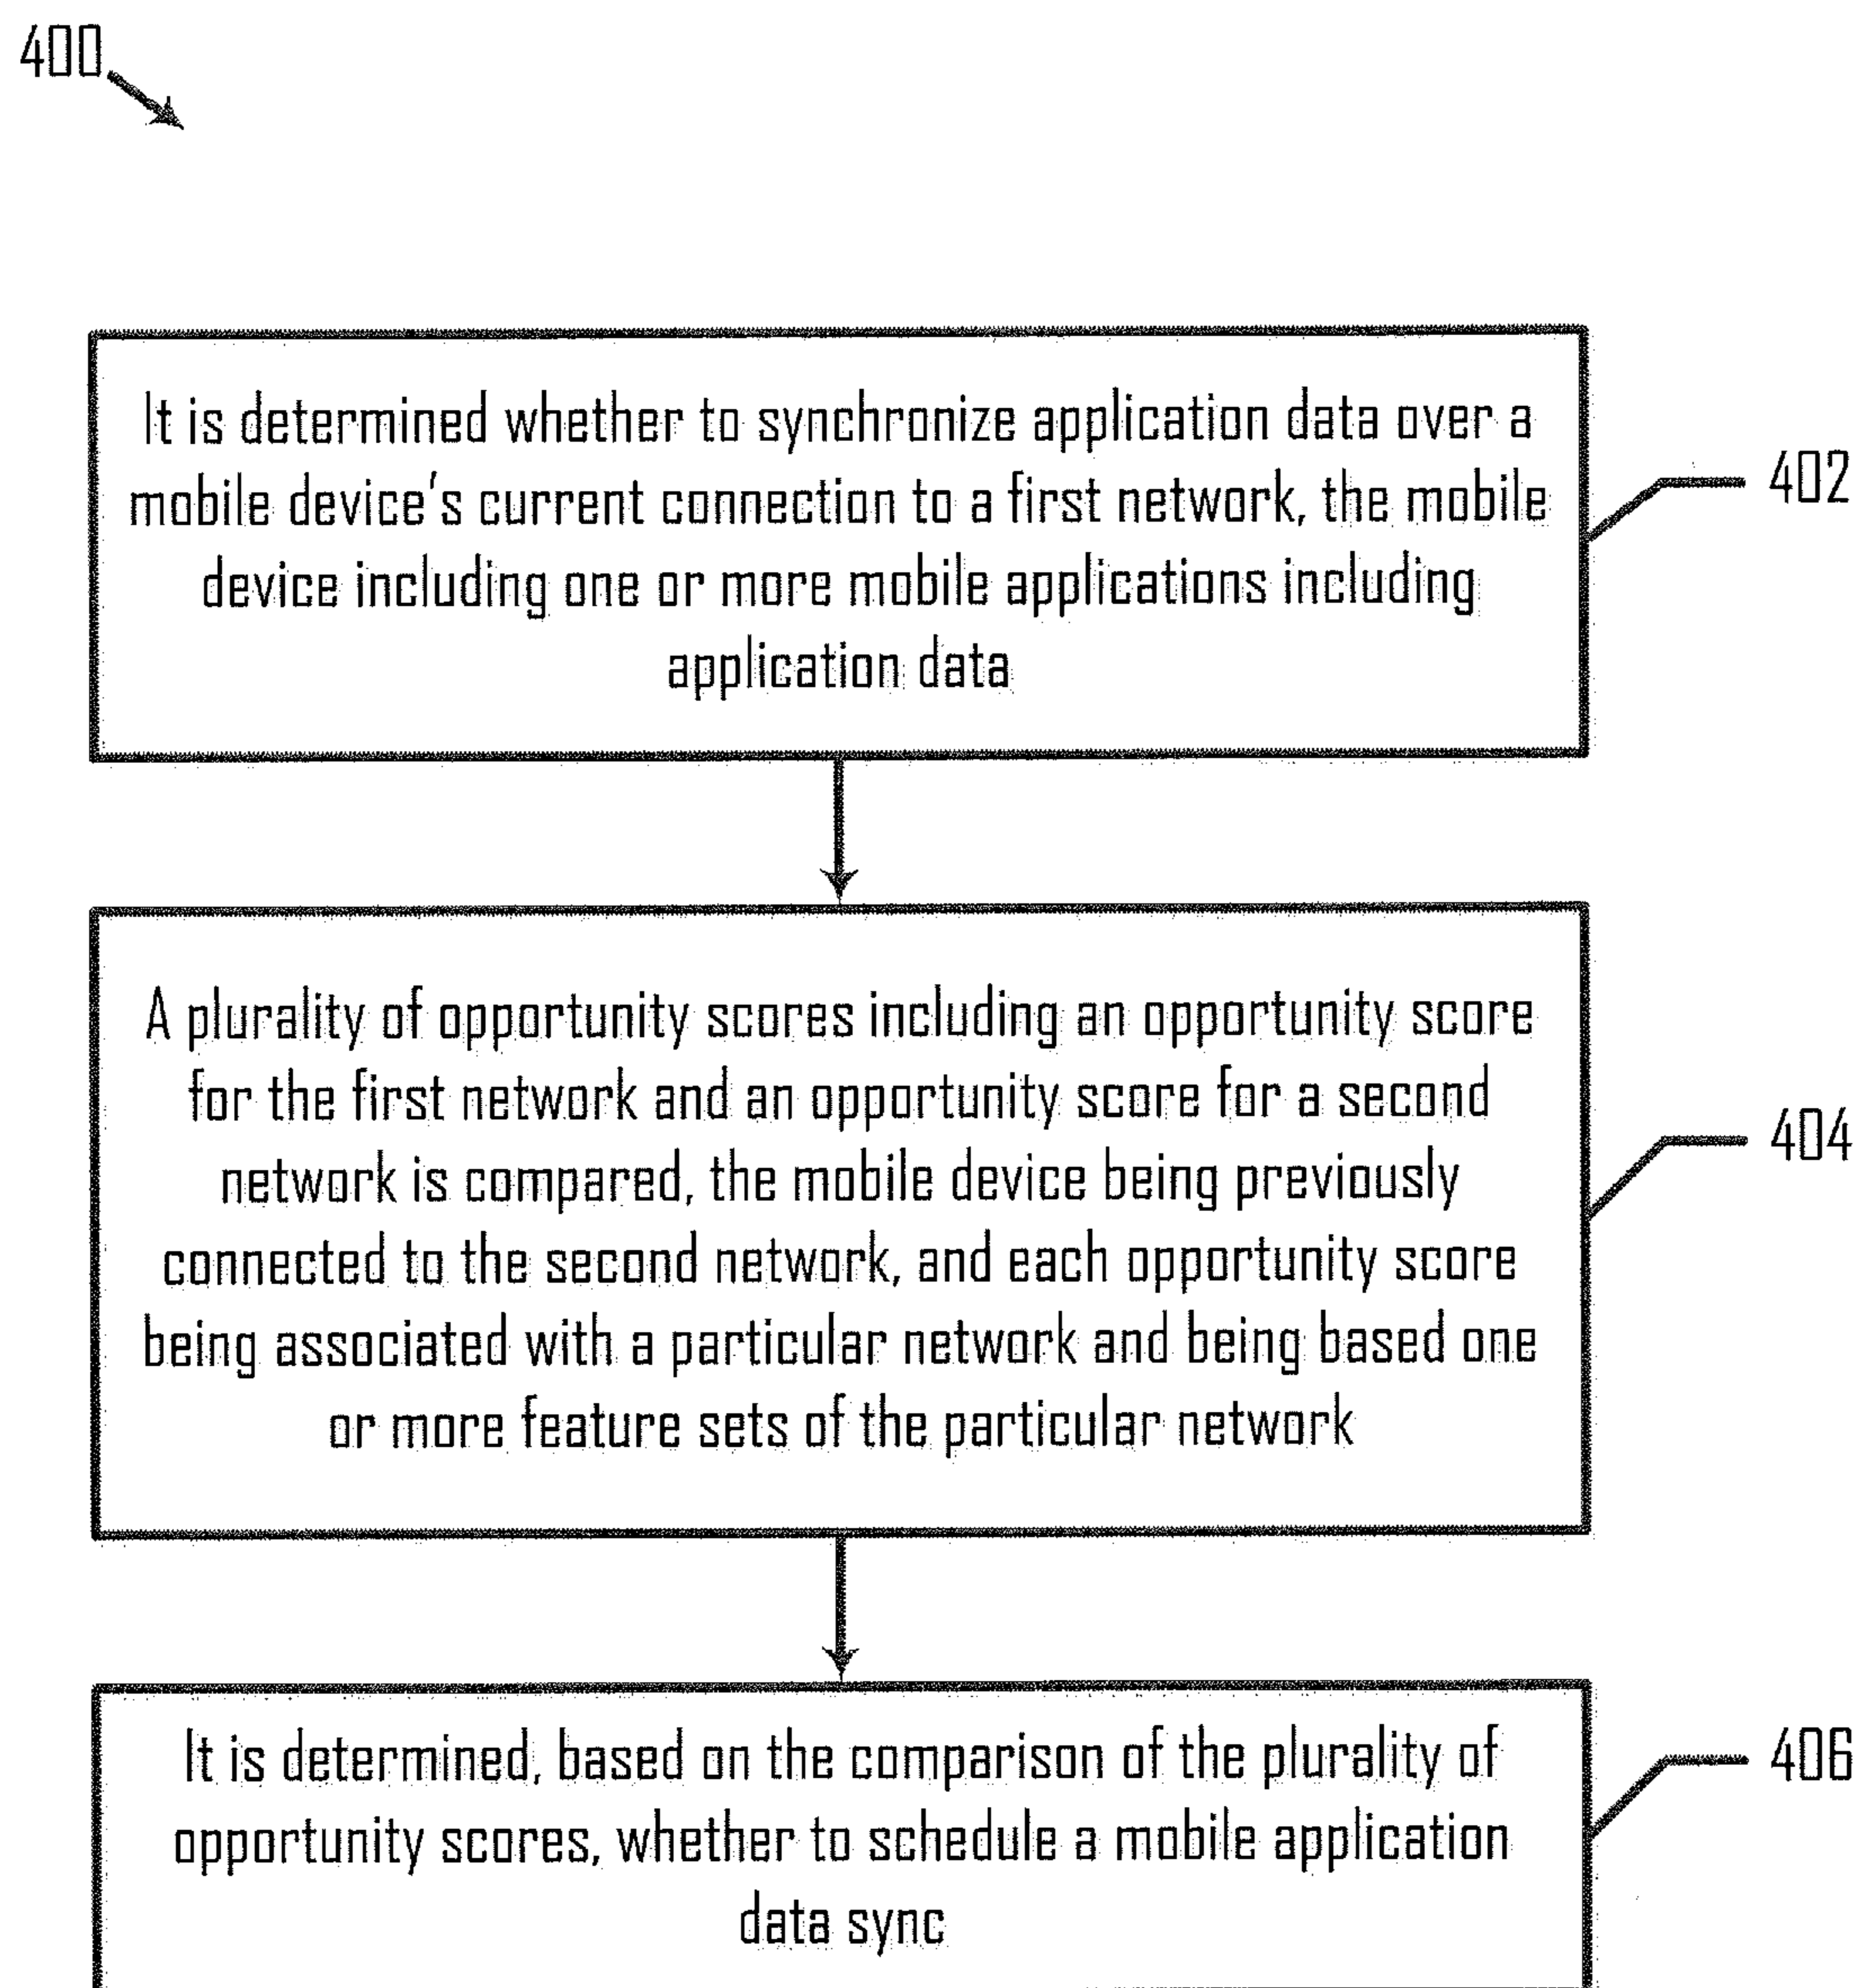 400
It is determined whether to synchronize application data over a
mobile device's current connection to a first network, the mobile
device including one or more mobile applications including
application data
402
A plurality of opportunity scores including an opportunity score
for the first network and an opportunity score for a second
network is compared, the mobile device being previously
connected to the second network, and each opportunity score
being associated with a particular network and being based one
or more feature sets of the particular network
404
It is determined, based on the comparison of the plurality of
opportunity scores, whether to schedule a mobile application
data sync
406